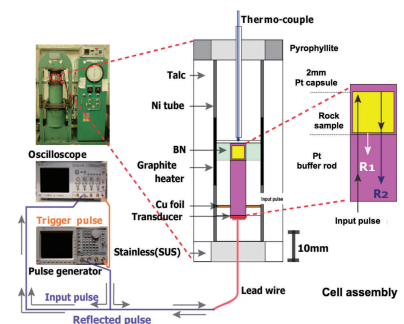 Thermo-couple
Pyrophyllite
Talc
Ni tube
BN
Graphite
heater
Cu foil
Input pulse
Transducer
Stainless(SUS)
10mm
Lead wire
2mm
Pt capsule
Rock
sample
Pt
buffer rod
R1
R2
Input pulse
Cell assembly
Oscilloscope
Trigger pulse
Pulse generator
Input pulse
Reflected pulse